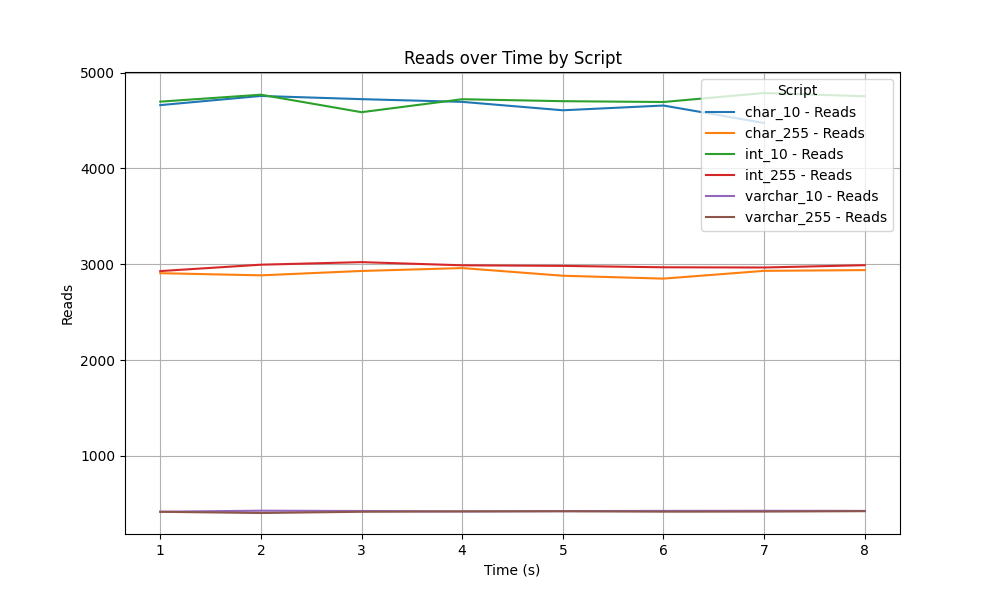 Reads over Time by Script
5000
4000
3000
2000
1000
Reads
Script
char_10 - Reads
char_255 - Reads
int_10 - Reads
int_255 - Reads
varchar_10 - Reads
varchar_255 - Reads
1 2 3 4 5 6 7 8
Time (s)